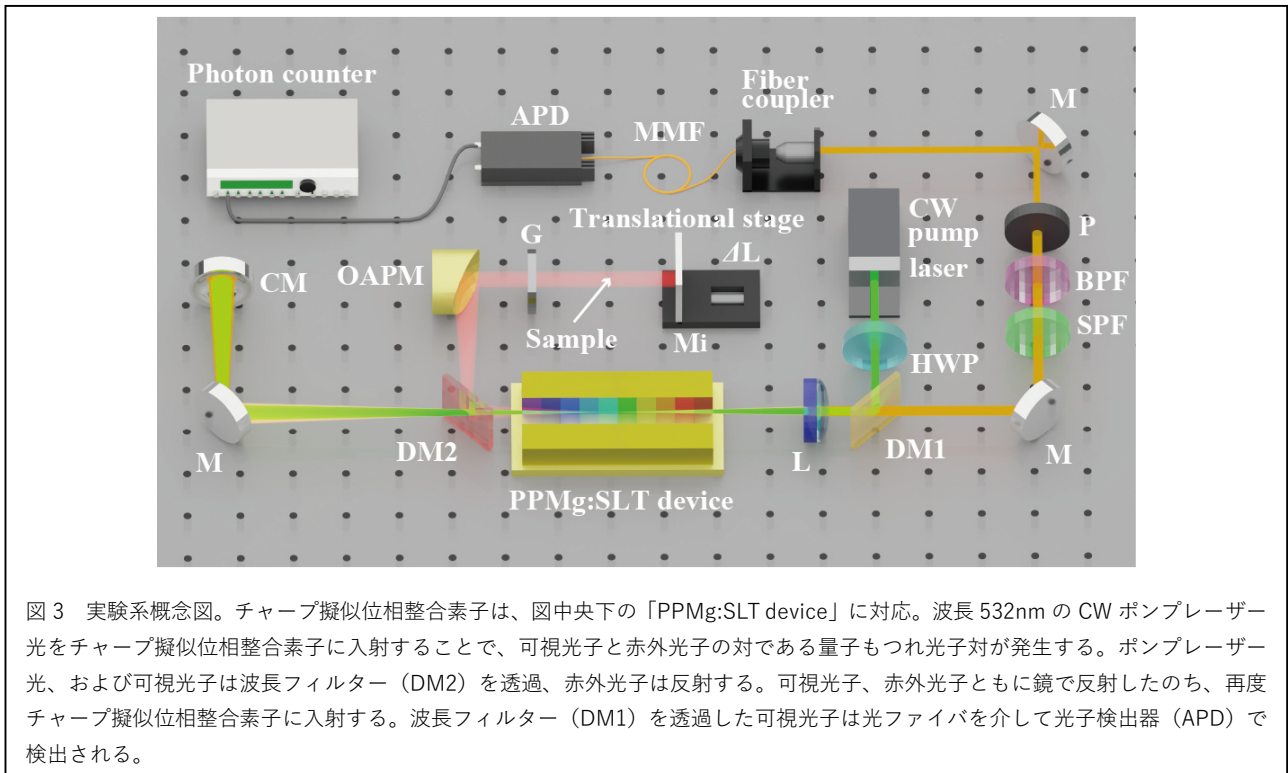 Photon counter
APD
MMF
Fiber
coupler
M
Translational stage
G
ΔL
CW
pump
laser
P
CM
OAPM
BPF
Sample
Mi
HWP
SPF
M
DM2
L
DM1
M
PPMg:SLT device
図 3 実験系概念図。チャープ擬似位相整合素子は、図中央下の「PPMg:SLT device」に対応。波長 532nm の CW ポンプレーザー
光をチャープ擬似位相整合素子に入射することで、可視光子と赤外光子の対である量子もつれ光子対が発生する。ポンプレーザー
光、および可視光子は波長フィルター（DM2）を透過、赤外光子は反射する。可視光子、赤外光子ともに鏡で反射したのち、再度
チャープ擬似位相整合素子に入射する。波長フィルター（DM1）を透過した可視光子は光ファイバを介して光子検出器（APD）で
検出される。